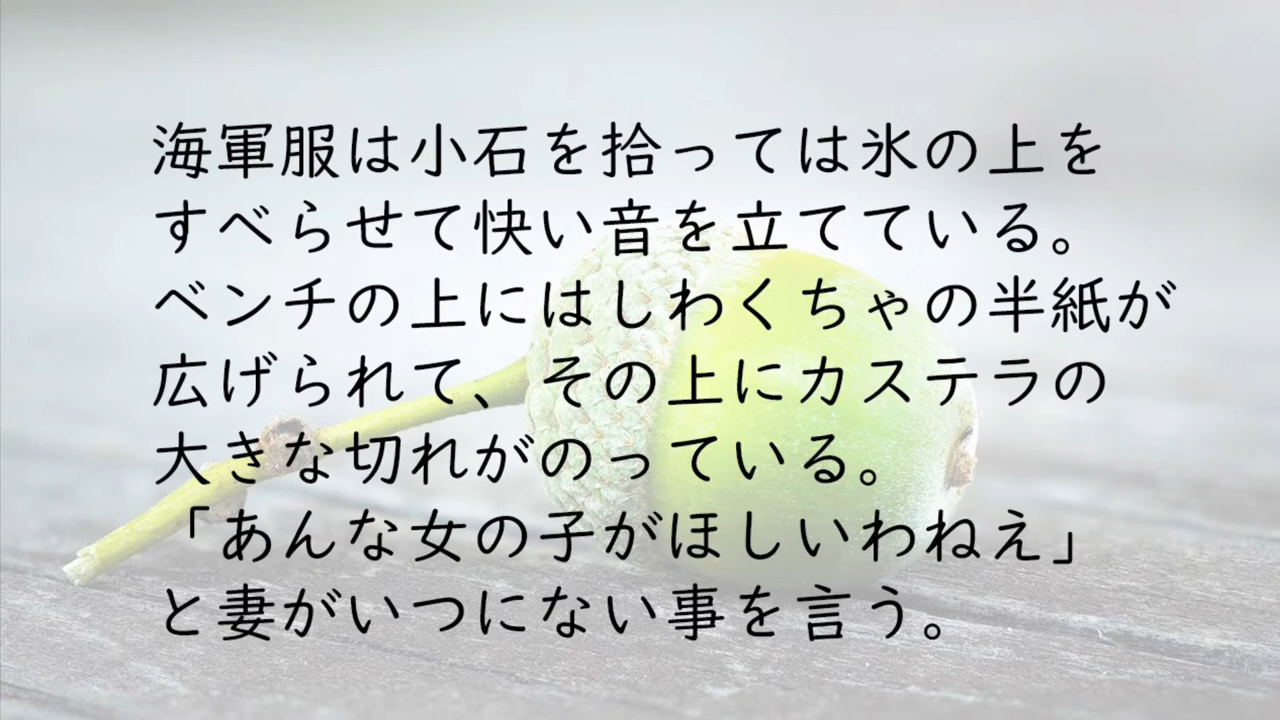 海軍服は小石を拾っては氷の上を
すべらせて快い音を立てている。
ベンチの上にはしわくちゃの半紙が
広げられて、その上にカステラの
大きな切れがのっている。
「あんな女の子がほしいわねえ」
と妻がいつにない事を言う。